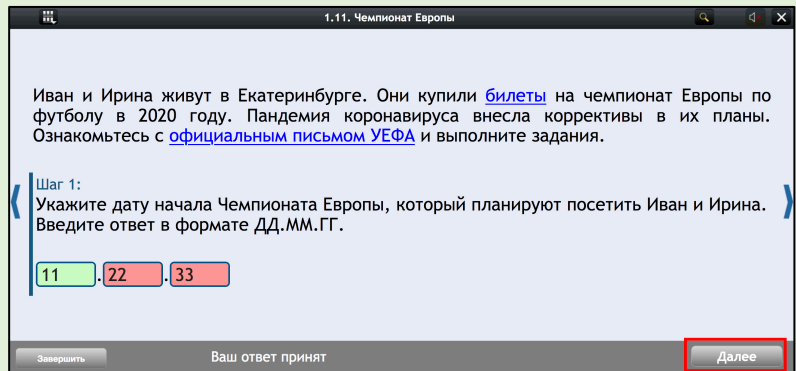 1.11. Чемпионат Европы
Иван и Ирина живут в Екатеринбурге. Они купили билеты на чемпионат Европы по
футболу в 2020 году. Пандемия коронавируса внесла коррективы в их планы.
Ознакомьтесь с официальным письмом УЕФА и выполните задания.
Шаг 1:
Укажите дату начала Чемпионата Европы, который планируют посетить Иван и Ирина.
Введите ответ в формате ДД.ММ.ГГ.
11 . 22 . 33
Завершить Ваш ответ принят Далее